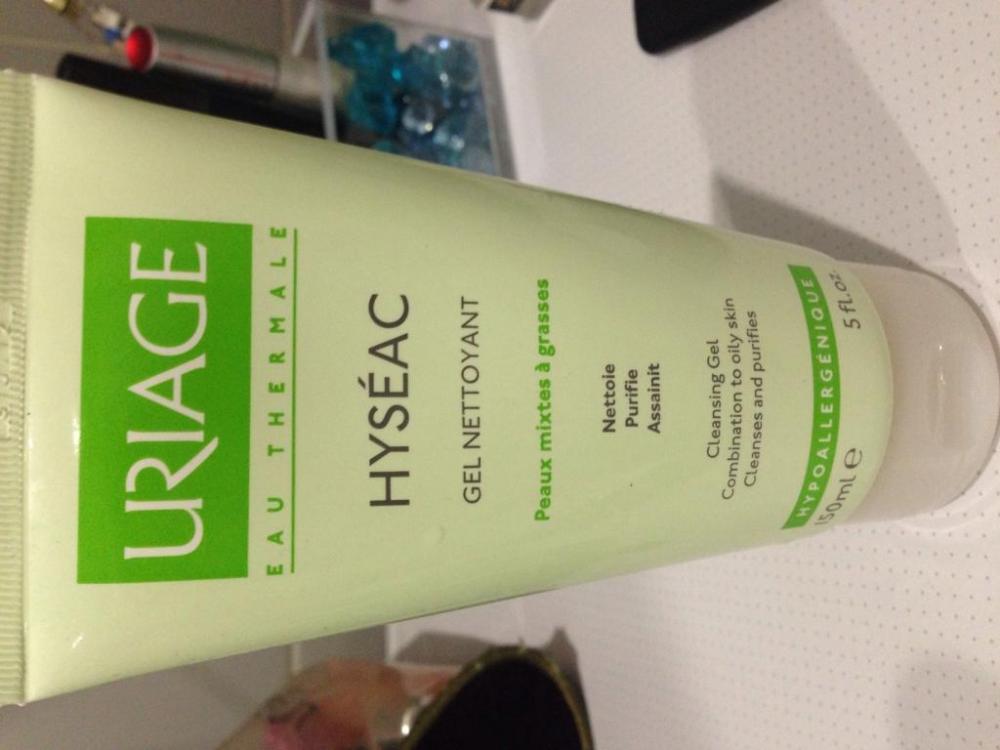 URIAGE
EAU THERMALE
HYSÉAC
GEL NETTOYANT
Peaux mixtes à grasses
Nettoie
Purifie
Assainit
Cleansing Gel
Combination to oily skin
Cleanses and purifies
HYPOALLERGÉNIQUE
150ml e 5 fl.oz.